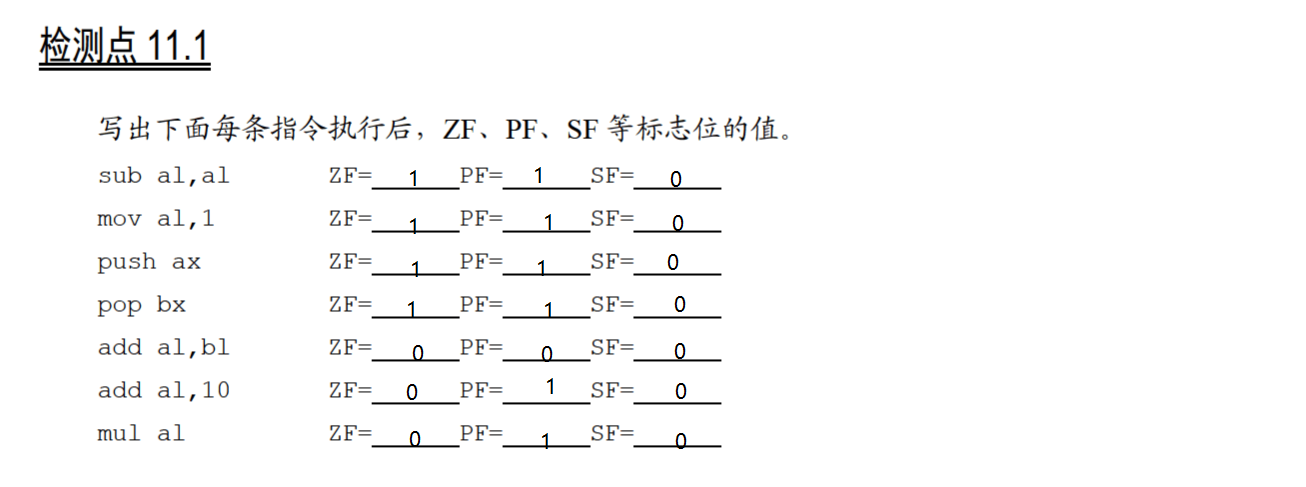 检测点 11.1
写出下面每条指令执行后，ZF、PF、SF 等标志位的值。
sub al,al ZF= 1 PF= 1 SF= 0
mov al,1 ZF= 1 PF= 1 SF= 0
push ax ZF= 1 PF= 1 SF= 0
pop bx ZF= 1 PF= 1 SF= 0
add al,bl ZF= 0 PF= 0 SF= 0
add al,10 ZF= 0 PF= 1 SF= 0
mul al ZF= 0 PF= 1 SF= 0